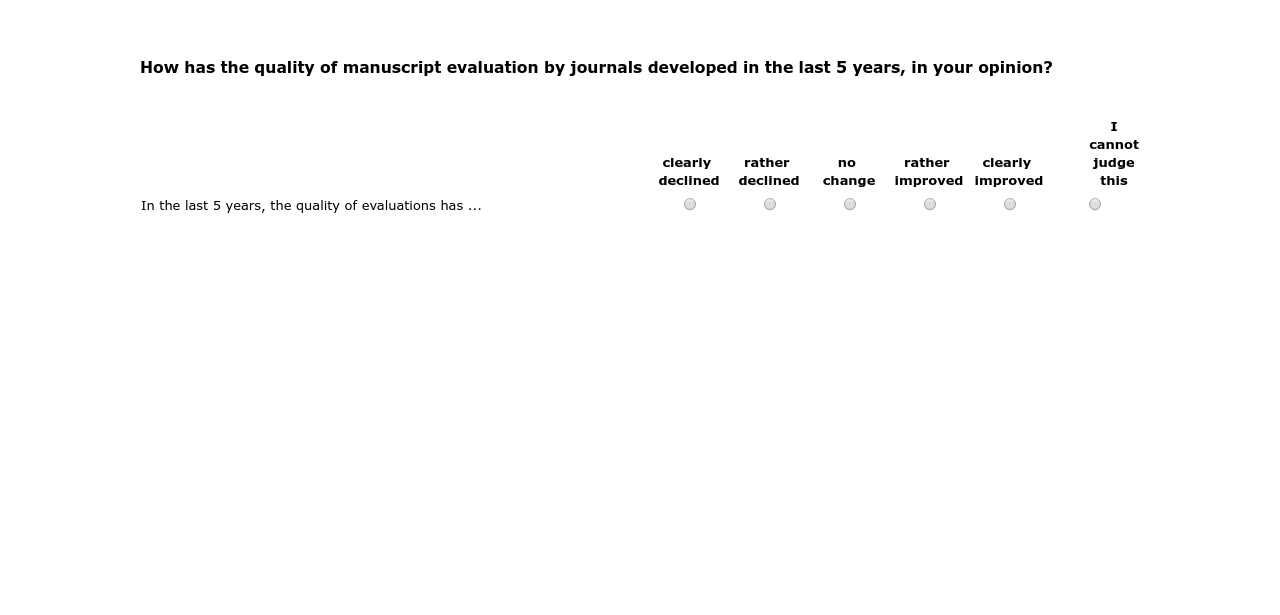 How has the quality of manuscript evaluation by journals developed in the last 5 years, in your opinion?
clearly declined
rather declined
no change
rather improved
clearly improved
I cannot judge this
In the last 5 years, the quality of evaluations has ...